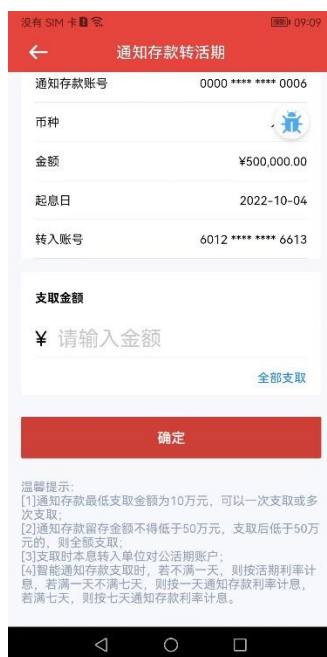 没有 SIM 卡 09:09
通知存款转活期
通知存款账号 0000 **** **** 0006
币种
金额 ¥500,000.00
起息日 2022-10-04
转入账号 6012 **** **** 6613
支取金额
¥ 请输入金额
全部支取
确定
温馨提示:
[1]通知存款最低支取金额为10万元，可以一次支取或多
次支取;
[2]通知存款留存金额不得低于50万元，支取后低于50万
元的，则全额支取;
[3]支取时本息转入单位对公活期账户;
[4]智能通知存款支取时，若不满一天，则按活期利率计
息，若满一天不满七天，则按一天通知存款利率计息，
若满七天，则按七天通知存款利率计息。